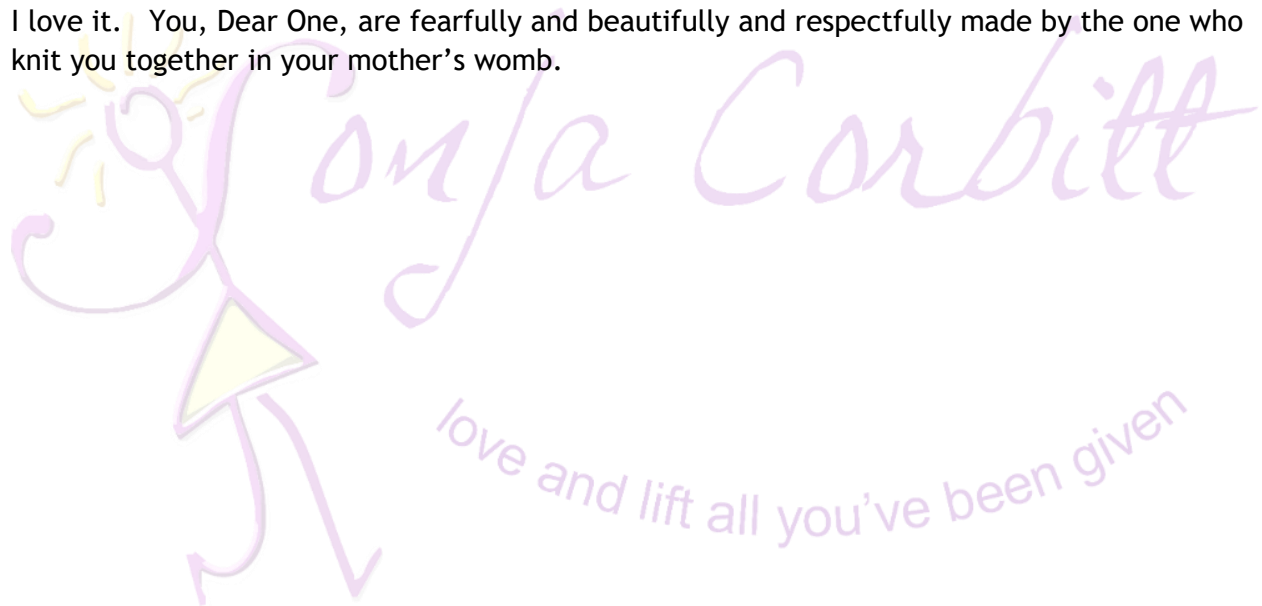 I love it.   You, Dear One, are fearfully and beautifully and respectfully made by the one who
knit you together in your mother’s womb.
Sonja Corbitt
love and lift all you’ve been given